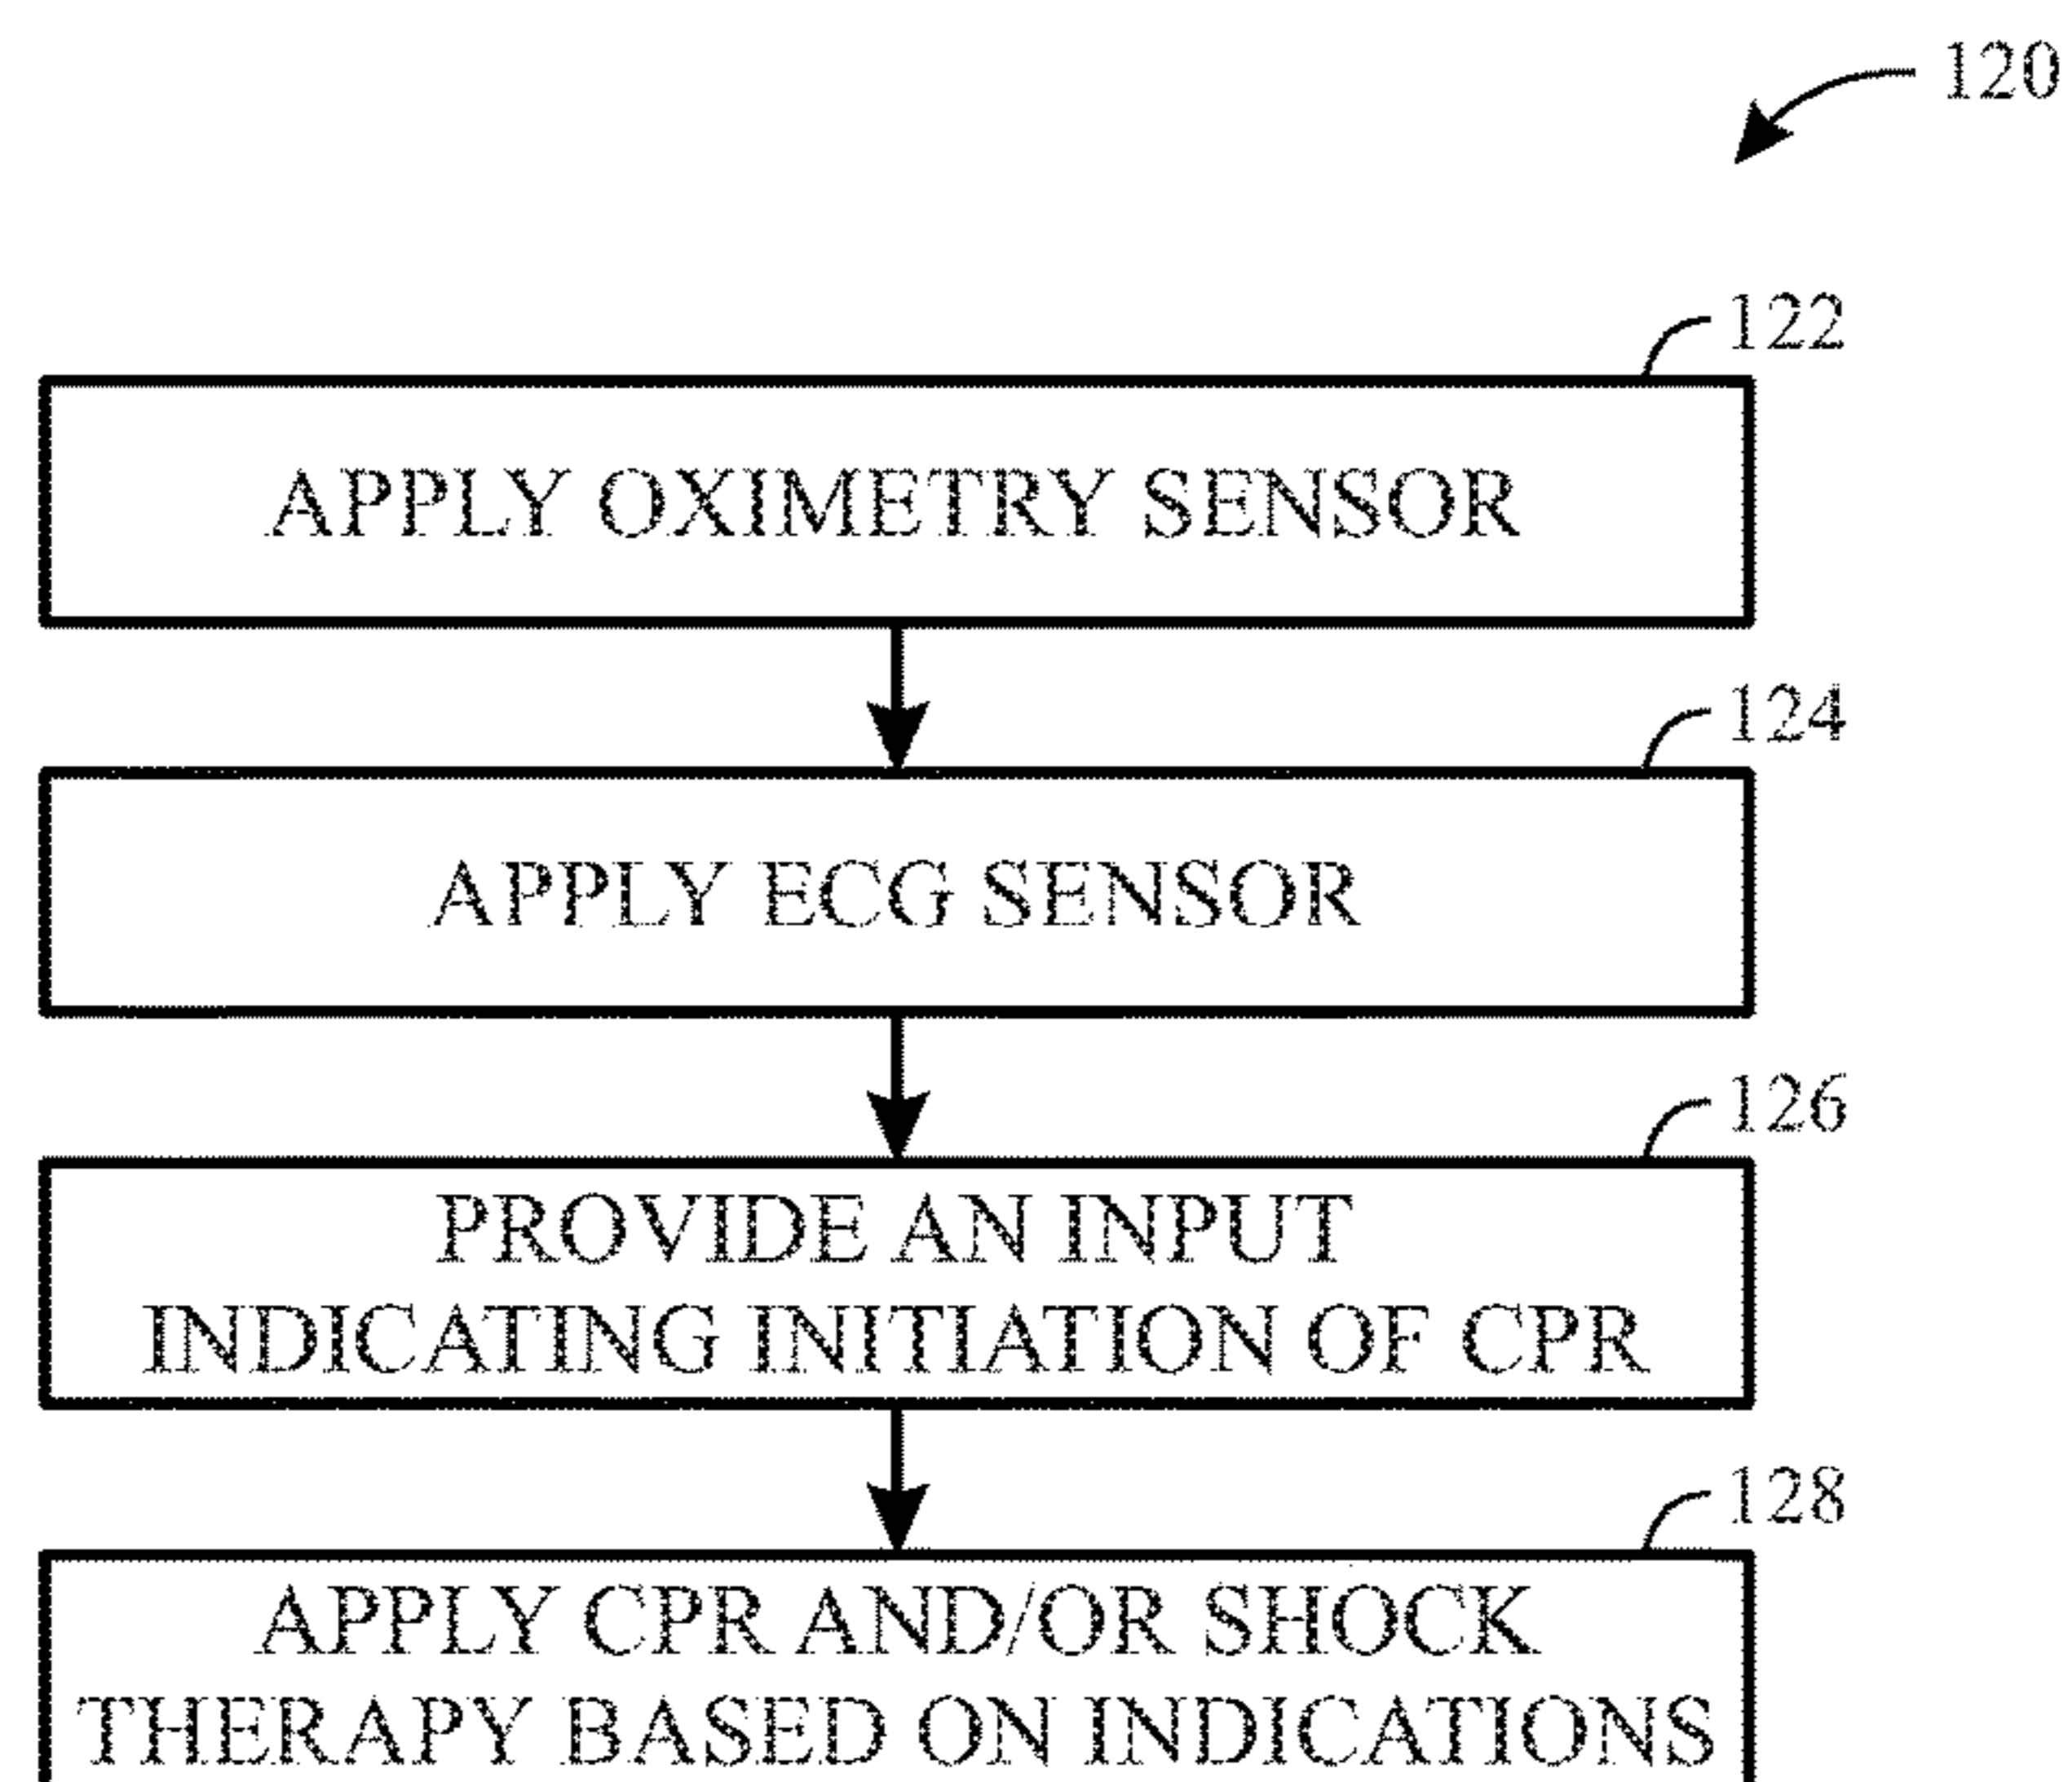 120
122
APPLY OXIMETRY SENSOR
124
APPLY ECG SENSOR
126
PROVIDE AN INPUT
INDICATING INITIATION OF CPR
128
APPLY CPR AND/OR SHOCK
THERAPY BASED ON INDICATIONS